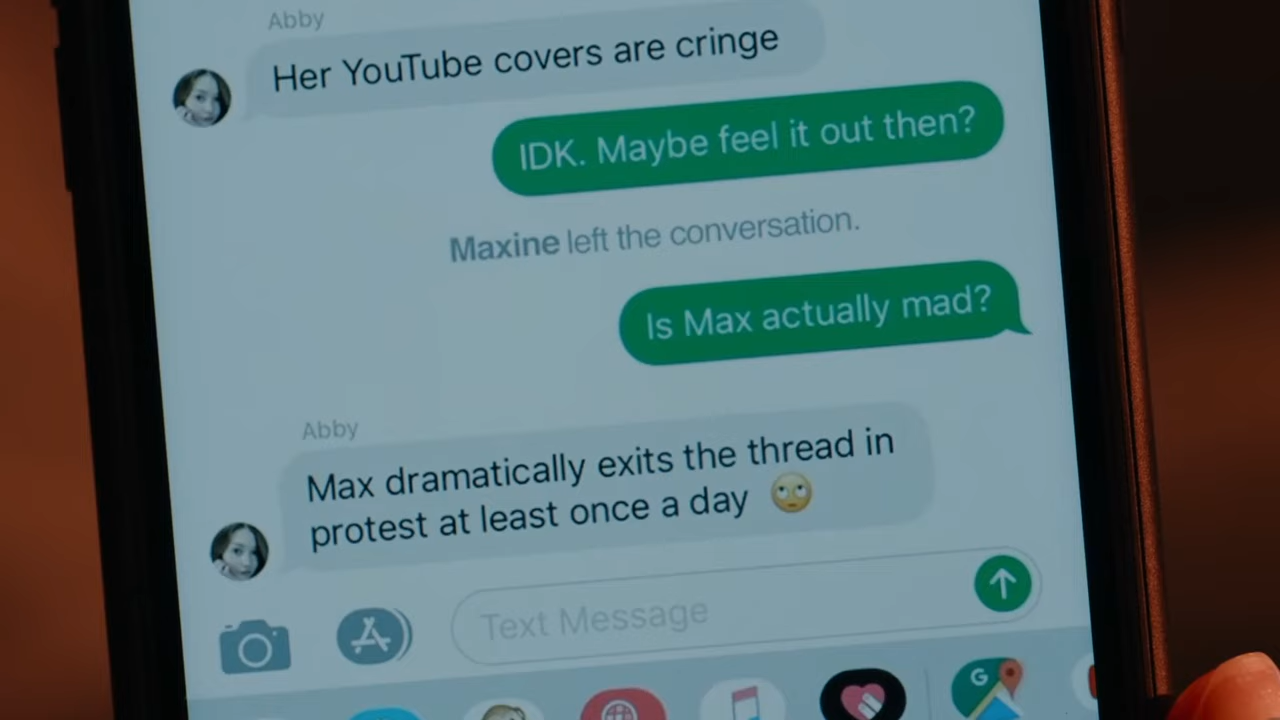 Abby
Her YouTube covers are cringe
IDK. Maybe feel it out then?
Maxine left the conversation.
Is Max actually mad?
Abby
Max dramatically exits the thread in
protest at least once a day 🙄
Text Message
G